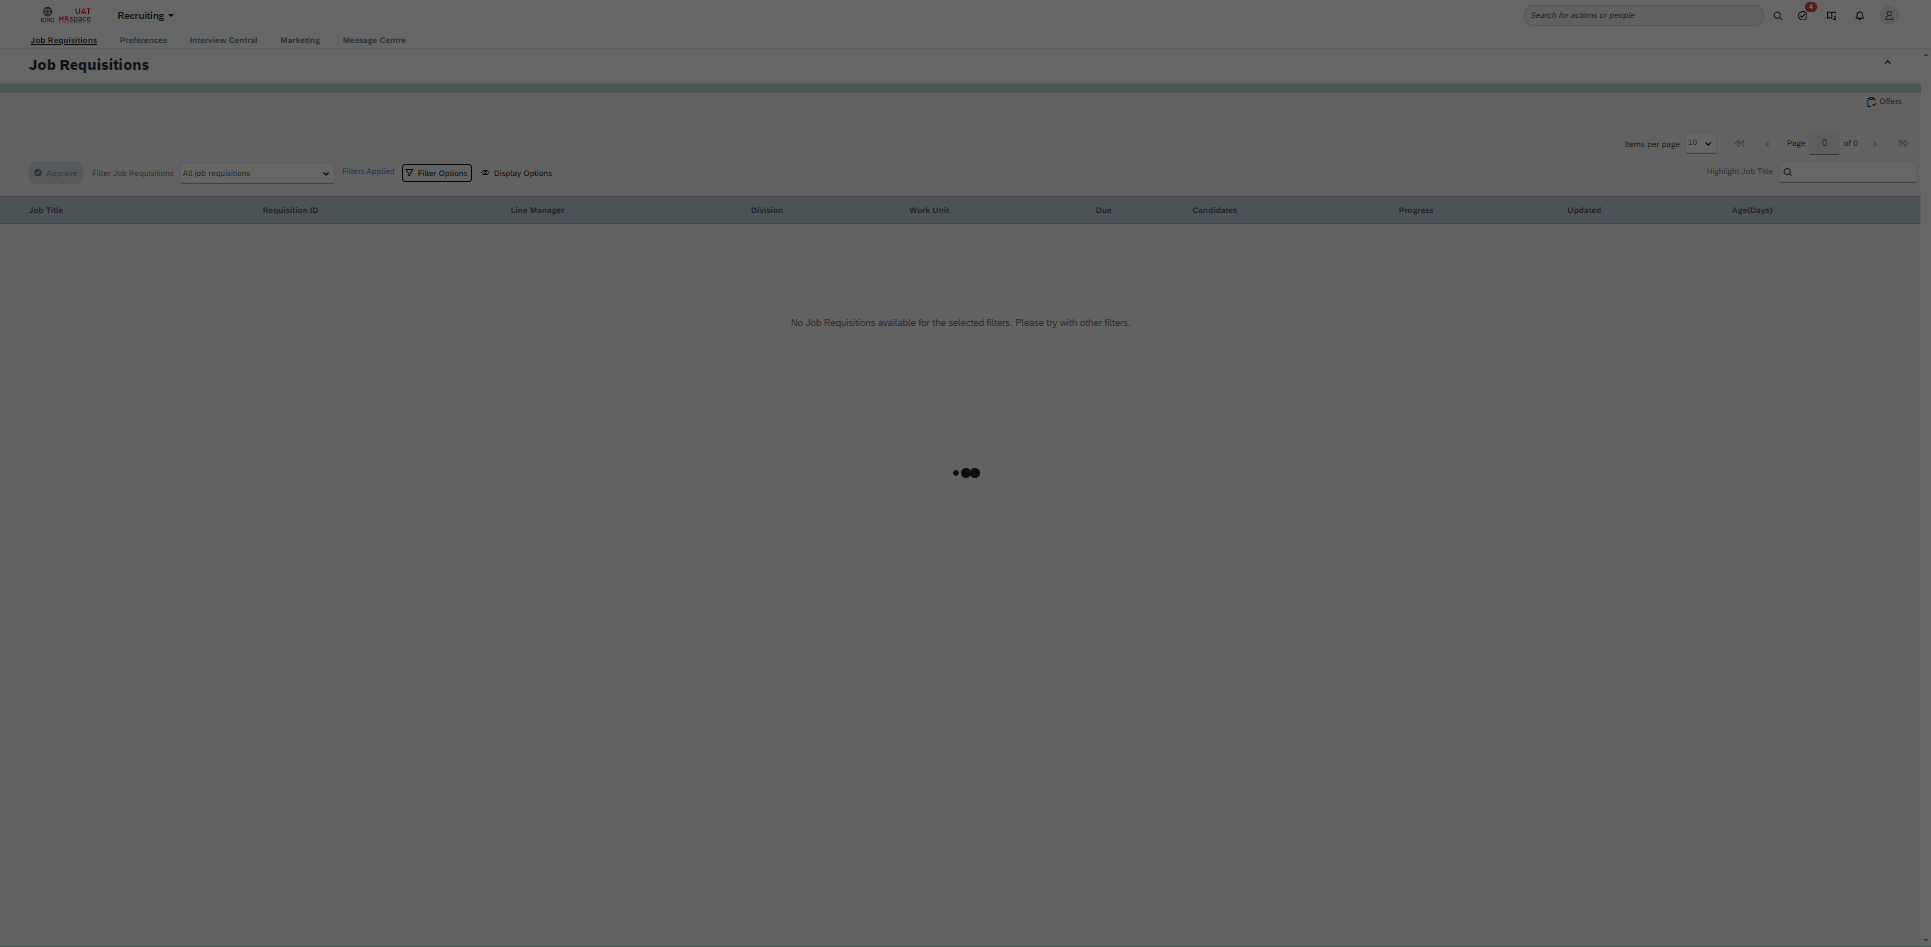 UAT
ICRC HRspace
Recruiting
Search for actions or people
4
Job Requisitions Preferences Interview Central Marketing Message Centre
Job Requisitions
Offers
Items per page 10 Page 0 of 0
Approve Filter Job Requisitions All job requisitions Filters Applied Filter Options Display Options Highlight Job Title
Job Title Requisition ID Line Manager Division Work Unit Due Candidates Progress Updated Age(Days)
No Job Requisitions available for the selected filters. Please try with other filters.